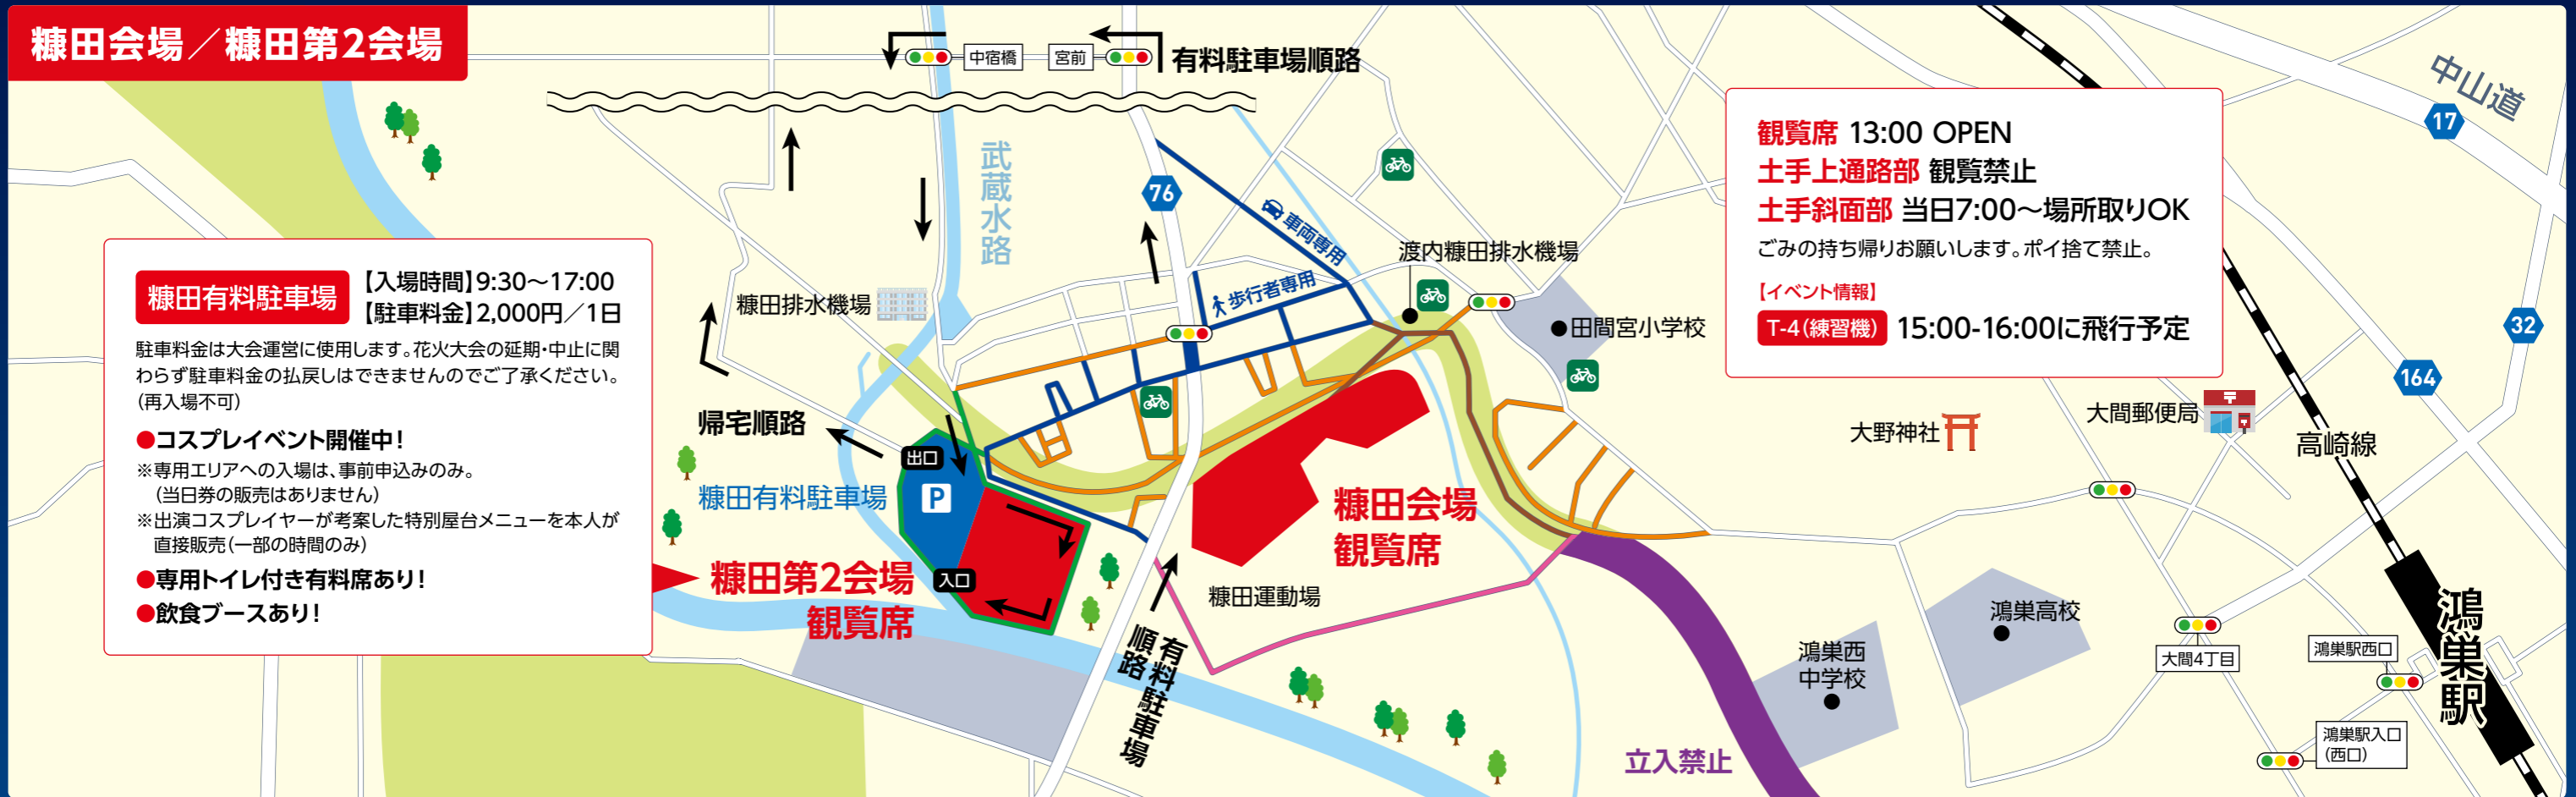 糠田会場／糠田第2会場
中宿橋
宮前
有料駐車場順路
中山道
17
観覧席 13:00 OPEN
土手上通路部 観覧禁止
土手斜面部 当日7:00～場所取りOK
ごみの持ち帰りお願いします。ポイ捨て禁止。
【イベント情報】
T-4（練習機） 15:00-16:00に飛行予定
武蔵水路
76
車両専用
歩行者専用
渡内糠田排水機場
田間宮小学校
32
164
糠田有料駐車場
【入場時間】9:30～17:00
【駐車料金】2,000円／1日
駐車料金は大会運営に使用します。花火大会の延期・中止に関
わらず駐車料金の払戻しはできませんのでご了承ください。
（再入場不可）
●コスプレイベント開催中！
※専用エリアへの入場は、事前申込みのみ。
（当日券の販売はありません）
※出演コスプレイヤーが考案した特別屋台メニューを本人が
直接販売（一部の時間のみ）
●専用トイレ付き有料席あり！
●飲食ブースあり！
糠田排水機場
帰宅順路
出口
糠田有料駐車場
P
入口
糠田第2会場
観覧席
糠田会場
観覧席
糠田運動場
有料駐車場
順路
大野神社
大間郵便局
高崎線
立入禁止
鴻巣西
中学校
鴻巣高校
大間4丁目
鴻巣駅西口
鴻巣駅
鴻巣駅入口
（西口）